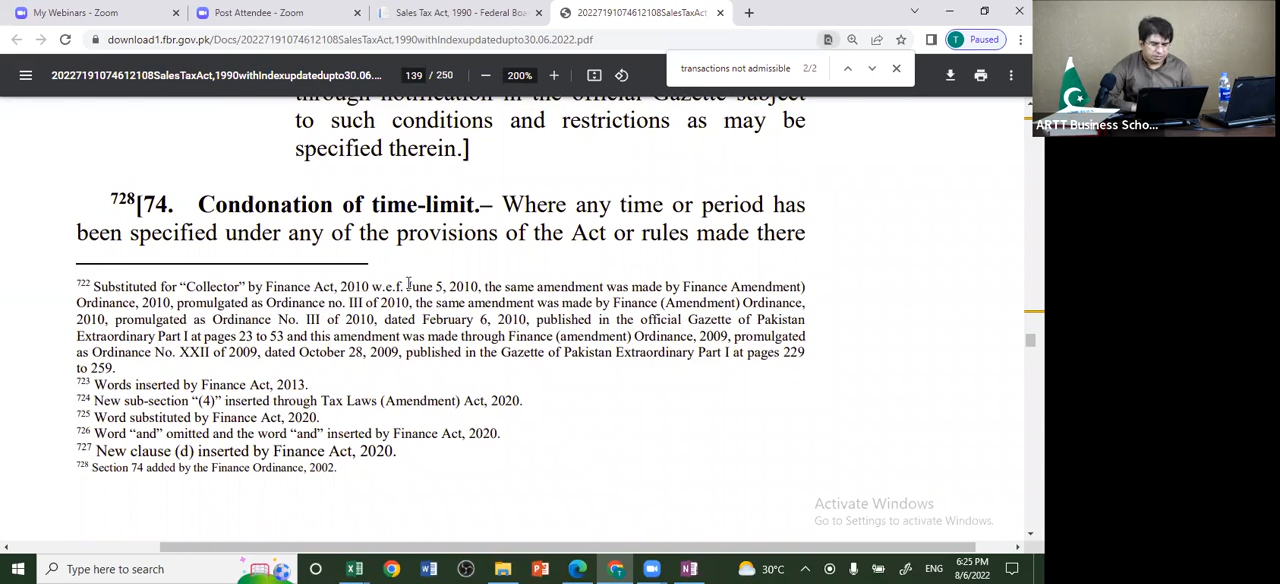 My Webinars - Zoom
Post Attendee - Zoom
Sales Tax Act, 1990 - Federal Boa
20227191074612108SalesTaxAct
download1.fbr.gov.pk/Docs/20227191074612108SalesTaxAct,1990withIndexupdatedupto30.06.2022.pdf
T Paused
20227191074612108SalesTaxAct,1990withIndexupdatedupto30.06....
139 / 250
200%
transactions not admissible 2/2
through notification in the official Gazette subject
to such conditions and restrictions as may be
specified therein.]
728[74. Condonation of time-limit.– Where any time or period has
been specified under any of the provisions of the Act or rules made there
722 Substituted for “Collector” by Finance Act, 2010 w.e.f. June 5, 2010, the same amendment was made by Finance Amendment)
Ordinance, 2010, promulgated as Ordinance no. III of 2010, the same amendment was made by Finance (Amendment) Ordinance,
2010, promulgated as Ordinance No. III of 2010, dated February 6, 2010, published in the official Gazette of Pakistan
Extraordinary Part I at pages 23 to 53 and this amendment was made through Finance (amendment) Ordinance, 2009, promulgated
as Ordinance No. XXII of 2009, dated October 28, 2009, published in the Gazette of Pakistan Extraordinary Part I at pages 229
to 259.
723 Words inserted by Finance Act, 2013.
724 New sub-section “(4)” inserted through Tax Laws (Amendment) Act, 2020.
725 Word substituted by Finance Act, 2020.
726 Word “and” omitted and the word “and” inserted by Finance Act, 2020.
727 New clause (d) inserted by Finance Act, 2020.
728 Section 74 added by the Finance Ordinance, 2002.
ARTT Business Scho...
Activate Windows
Go to Settings to activate Windows.
Type here to search
30°C
ENG
6:25 PM
8/6/2022